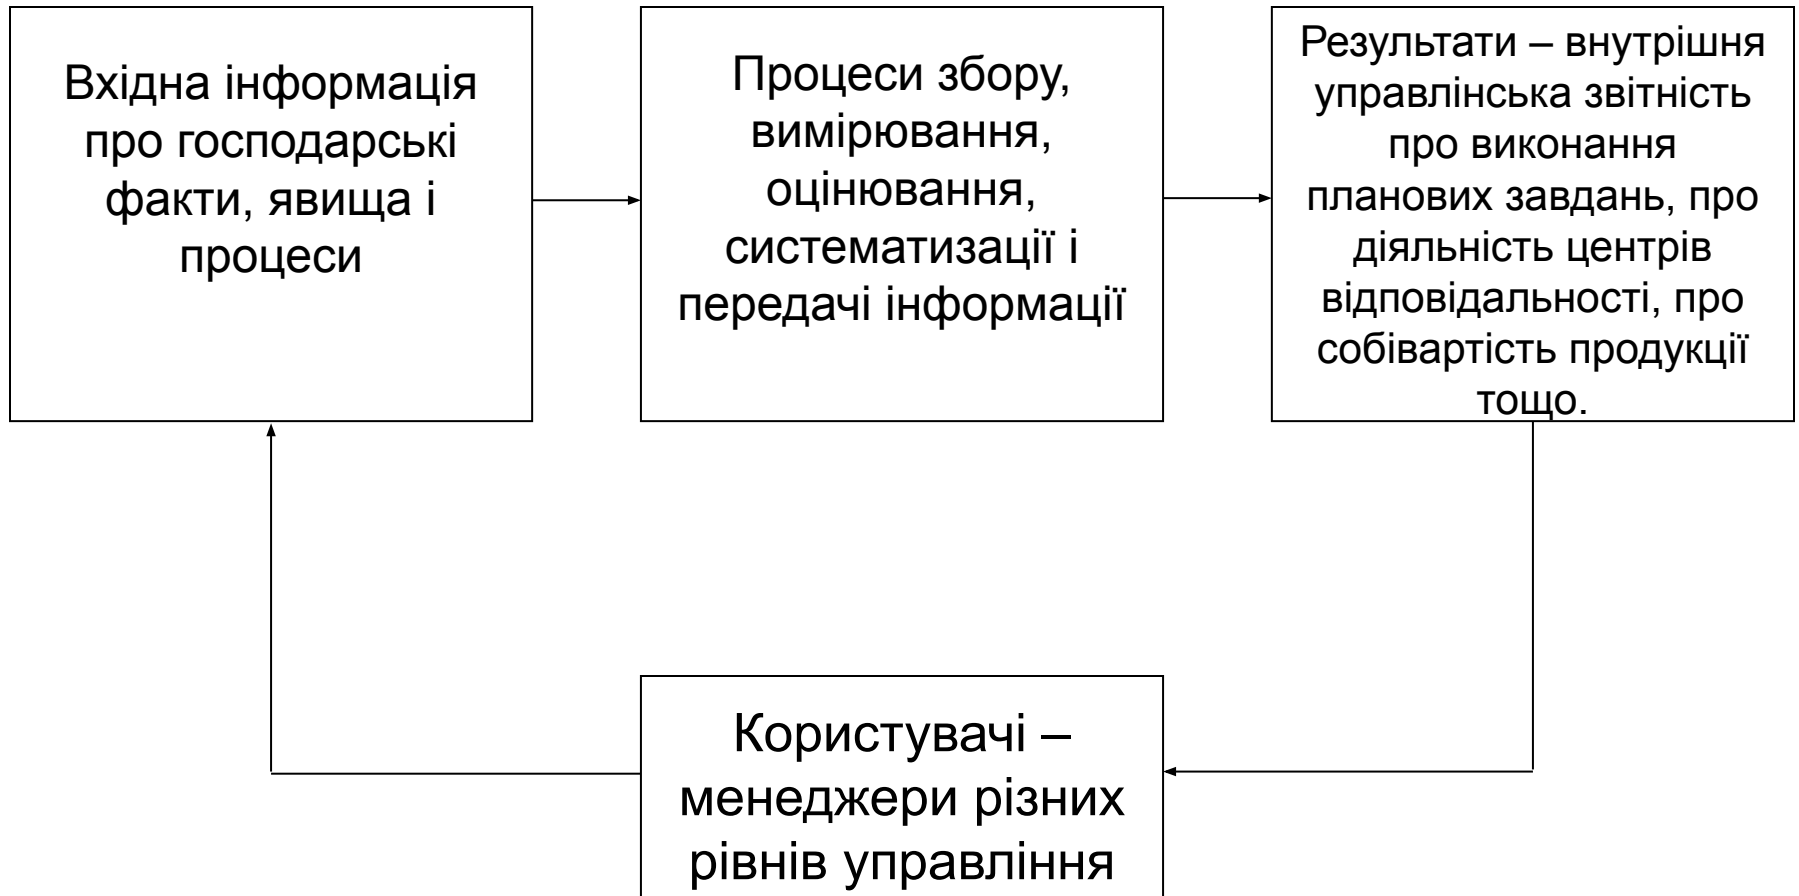 Вхідна інформація
про господарські
факти, явища і
процеси
Процеси збору,
вимірювання,
оцінювання,
систематизації і
передачі інформації
Результати – внутрішня
управлінська звітність
про виконання
планових завдань, про
діяльність центрів
відповідальності, про
собівартість продукції
тощо.
Користувачі –
менеджери різних
рівнів управління